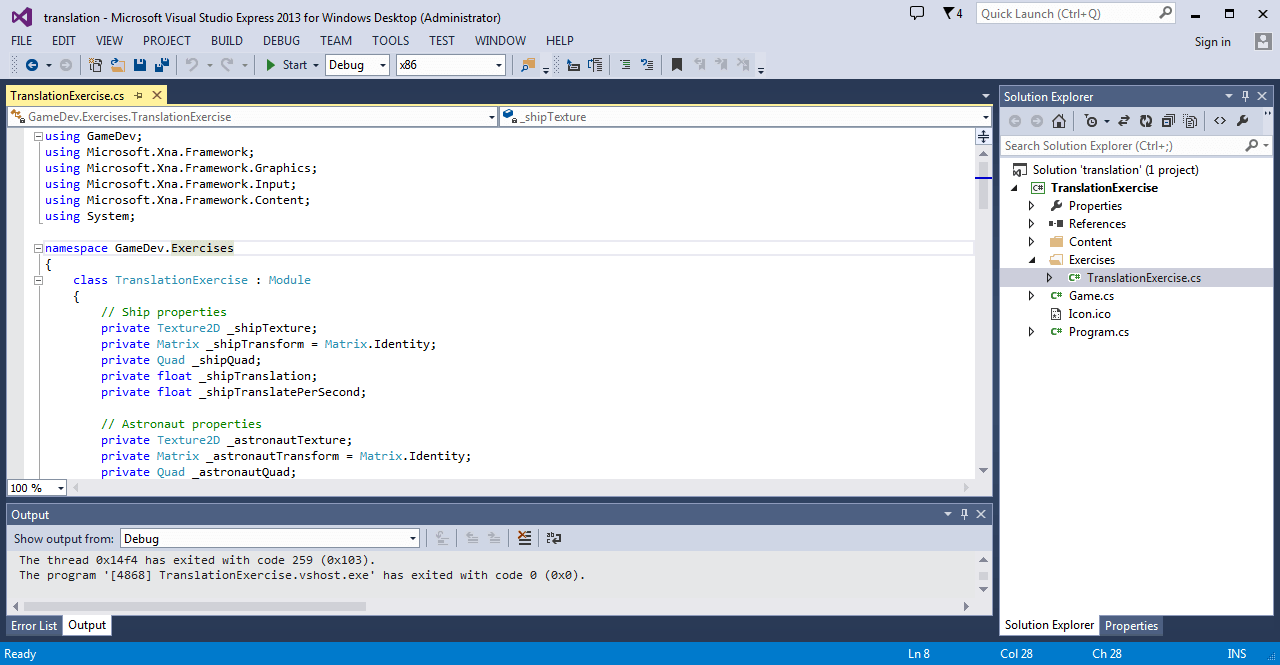 translation - Microsoft Visual Studio Express 2013 for Windows Desktop (Administrator)
4
Quick Launch (Ctrl+Q)
FILE EDIT VIEW PROJECT BUILD DEBUG TEAM TOOLS TEST WINDOW HELP
Sign in
Start Debug x86
TranslationExercise.cs
GameDev.Exercises.TranslationExercise
_shipTexture
using GameDev;
using Microsoft.Xna.Framework;
using Microsoft.Xna.Framework.Graphics;
using Microsoft.Xna.Framework.Input;
using Microsoft.Xna.Framework.Content;
using System;
namespace GameDev.Exercises
{
class TranslationExercise : Module
{
// Ship properties
private Texture2D _shipTexture;
private Matrix _shipTransform = Matrix.Identity;
private Quad _shipQuad;
private float _shipTranslation;
private float _shipTranslatePerSecond;
// Astronaut properties
private Texture2D _astronautTexture;
private Matrix _astronautTransform = Matrix.Identity;
private Quad _astronautQuad;
100 %
Output
Show output from: Debug
The thread 0x14f4 has exited with code 259 (0x103).
The program '[4868] TranslationExercise.vshost.exe' has exited with code 0 (0x0).
Error List Output
Solution Explorer
Search Solution Explorer (Ctrl+;)
Solution 'translation' (1 project)
C# TranslationExercise
Properties
References
Content
Exercises
C# TranslationExercise.cs
C# Game.cs
Icon.ico
C# Program.cs
Solution Explorer Properties
Ready Ln 8 Col 28 Ch 28 INS